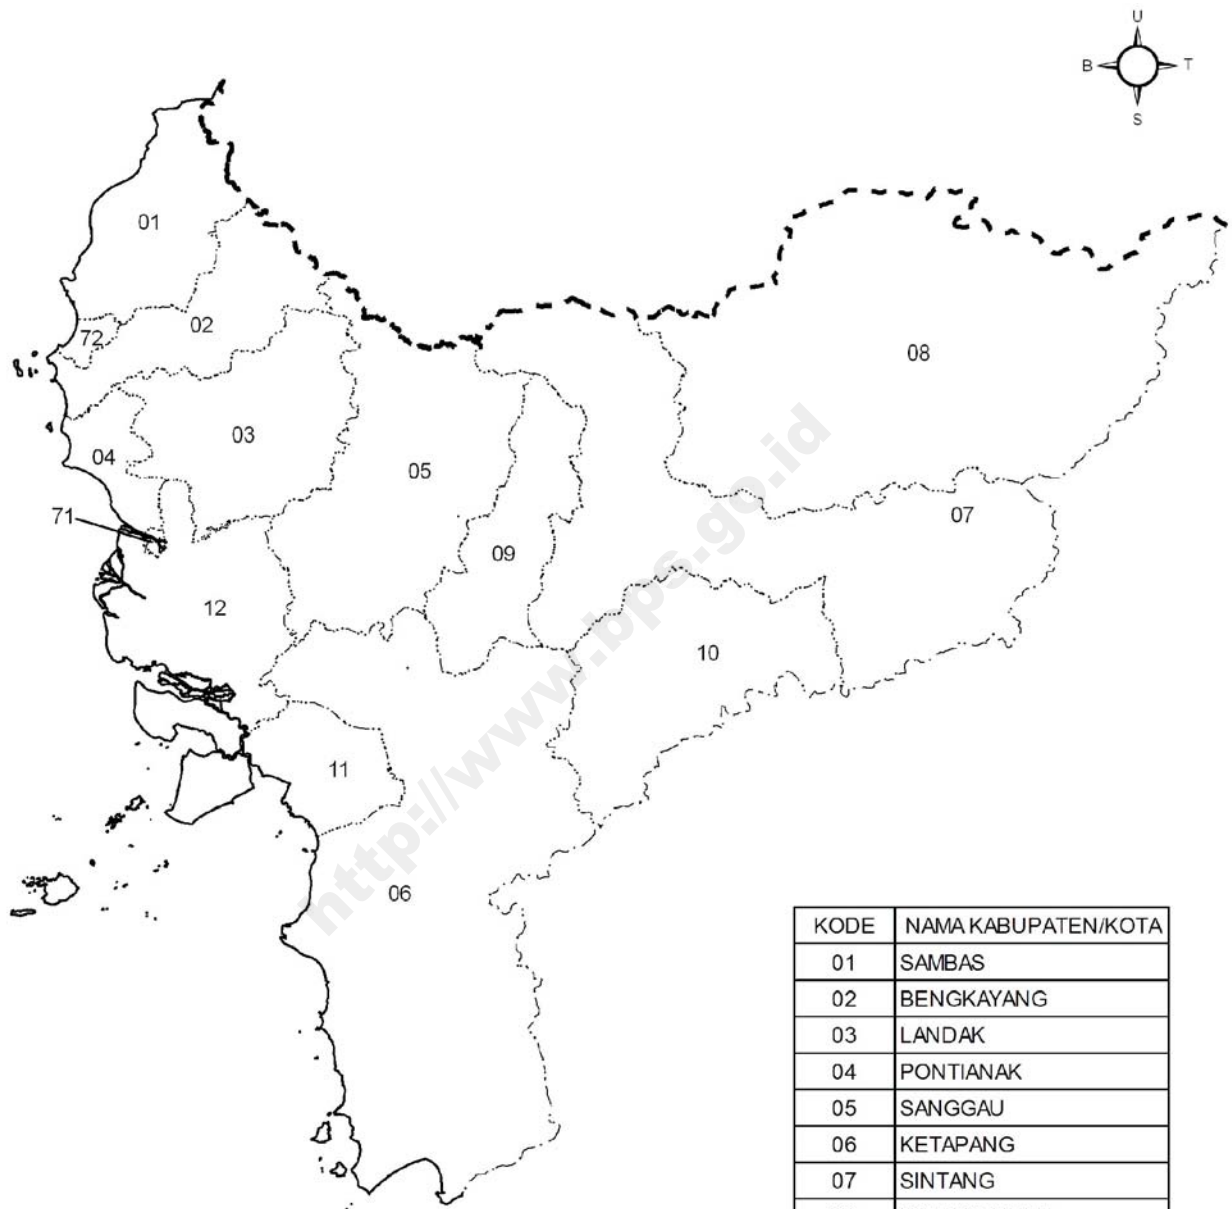 U
B T
S
01
02
72
08
03
04
05
71
07
09
12
10
11
06
http://www.bps.go.id
KODE NAMA KABUPATEN/KOTA
01 SAMBAS
02 BENGKAYANG
03 LANDAK
04 PONTIANAK
05 SANGGAU
06 KETAPANG
07 SINTANG